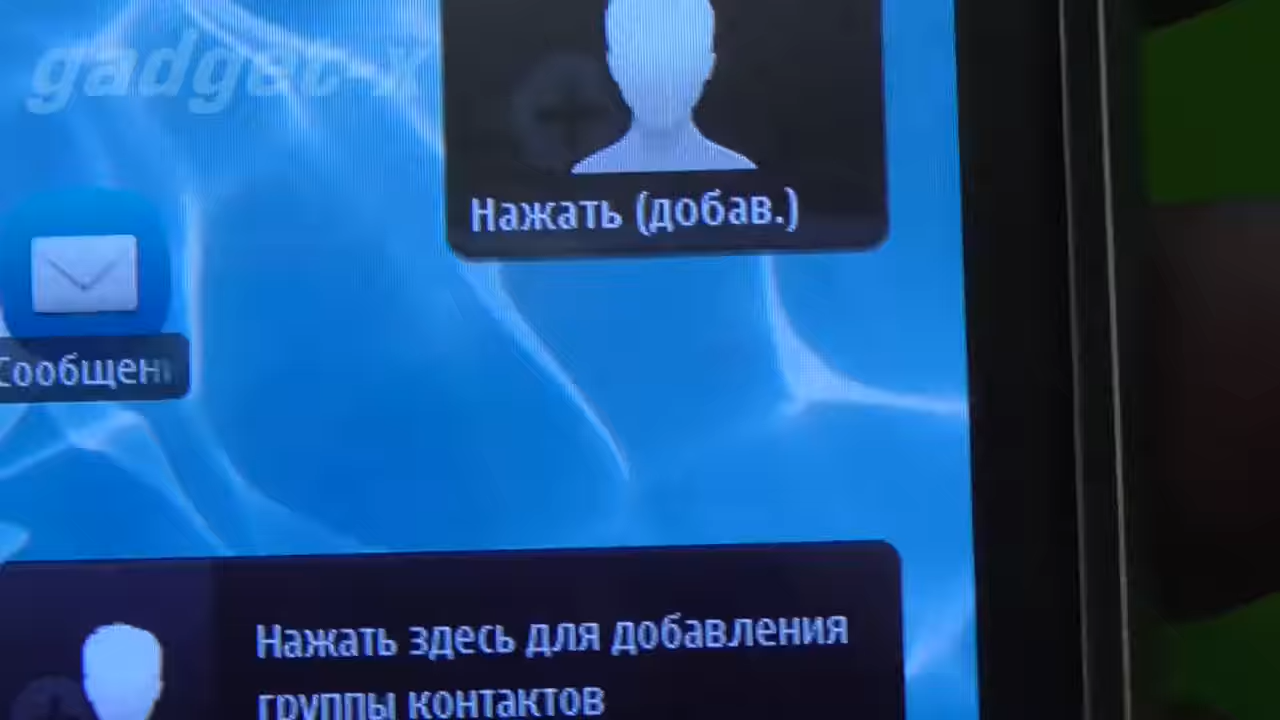 gadget-x
Нажать (добав.)
Сообщен
Нажать здесь для добавления
группы контактов